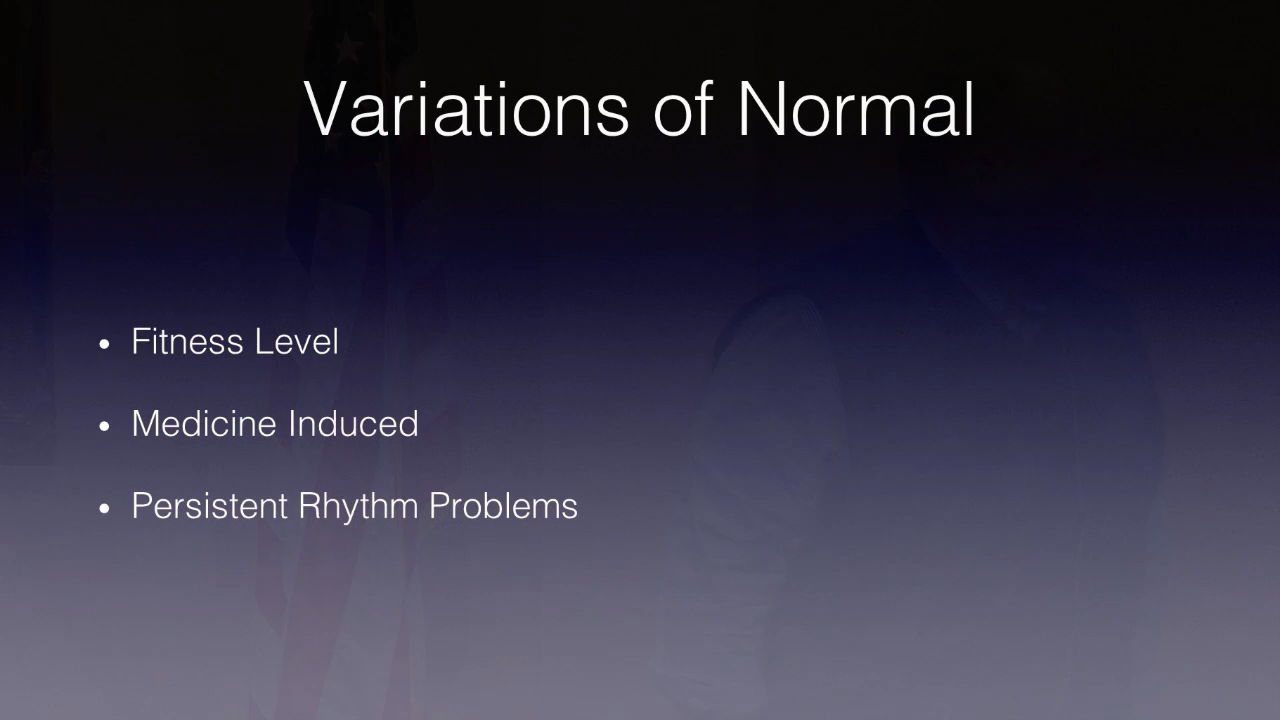 Variations of Normal
• Fitness Level
• Medicine Induced
• Persistent Rhythm Problems